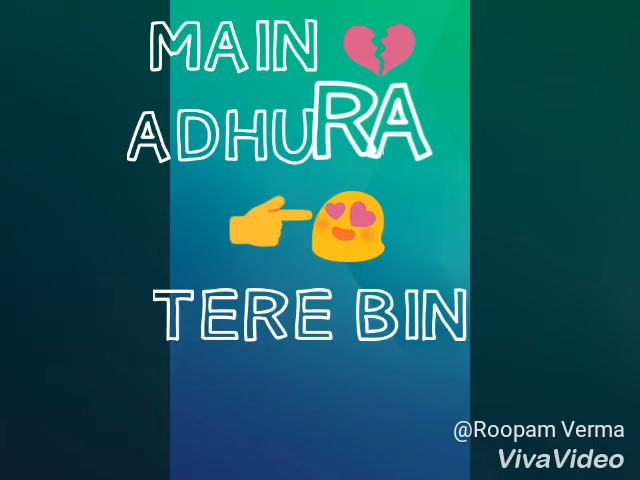 MAIN 💔
ADHURA
👉😍
TERE BIN
@Roopam Verma
VivaVideo